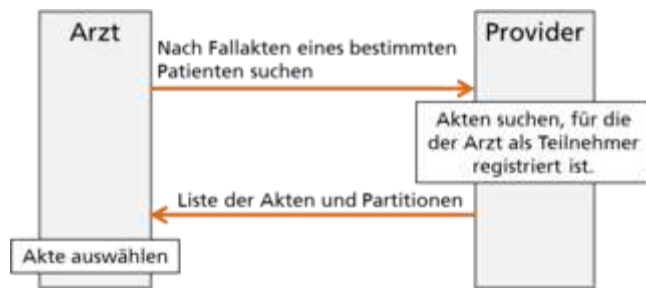 Arzt
Provider
Nach Fallakten eines bestimmten
Patienten suchen
Akten suchen, für die
der Arzt als Teilnehmer
registriert ist.
Liste der Akten und Partitionen
Akte auswählen